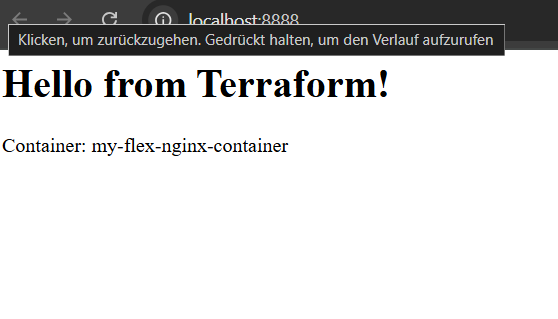 localhost:8888
Klicken, um zurückzugehen. Gedrückt halten, um den Verlauf aufzurufen
Hello from Terraform!
Container: my-flex-nginx-container